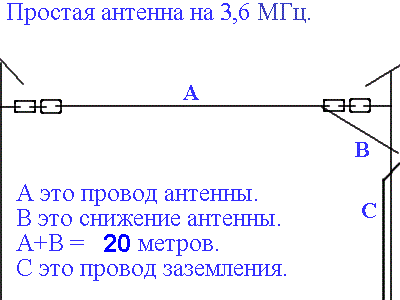 Простая антенна на 3,6 МГц.
А
В
С
А это провод антенны.
В это снижение антенны.
А+В = 20 метров.
С это провод заземления.